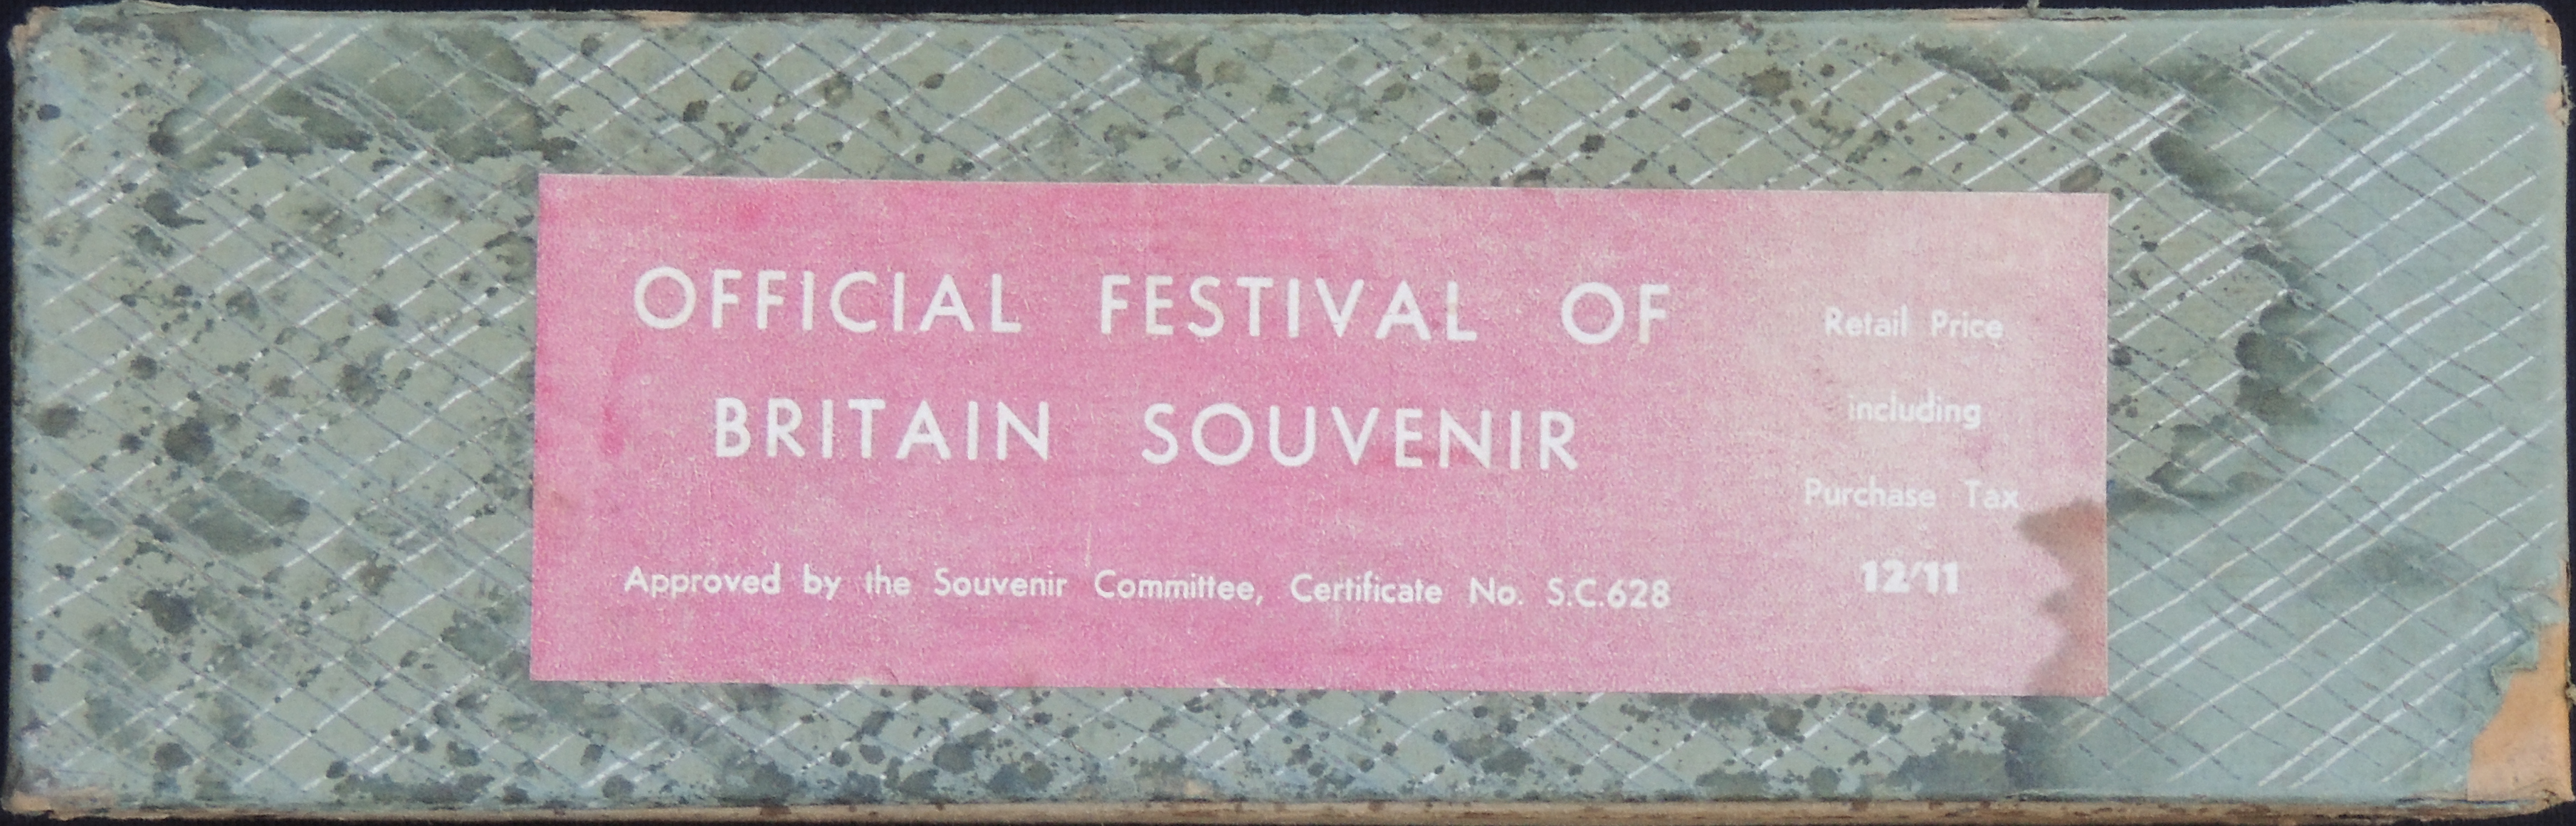 OFFICIAL FESTIVAL OF
BRITAIN SOUVENIR
Approved by the Souvenir Committee, Certificate No. S.C.628
Retail Price
including
Purchase Tax
12/11